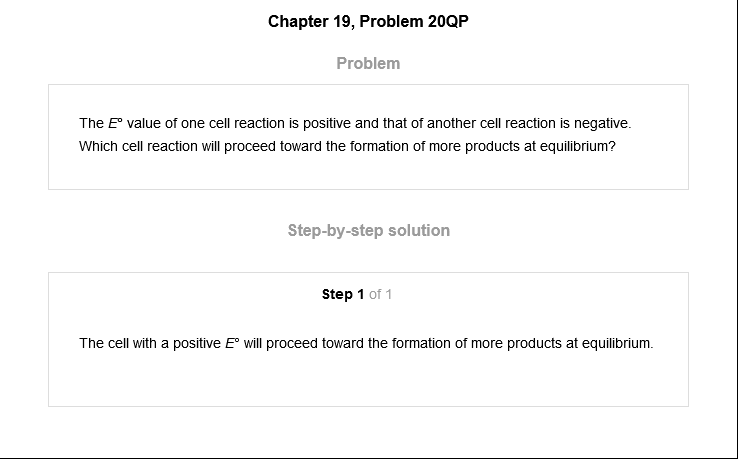 Chapter 19, Problem 20QP
Problem
The E° value of one cell reaction is positive and that of another cell reaction is negative.
Which cell reaction will proceed toward the formation of more products at equilibrium?
Step-by-step solution
Step 1 of 1
The cell with a positive E° will proceed toward the formation of more products at equilibrium.